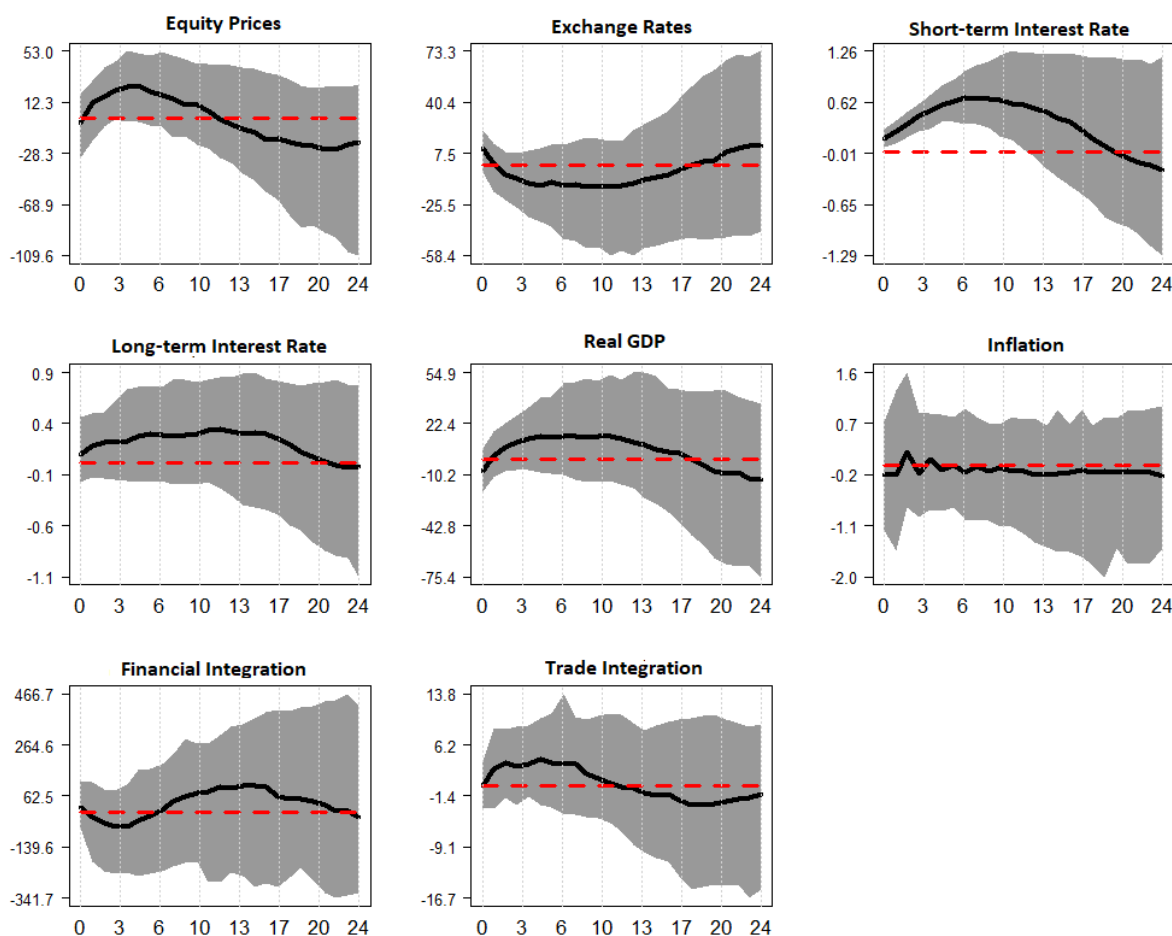 Equity Prices
53.0
12.3
-28.3
-68.9
-109.6
0 3 6 10 13 17 20 24
Exchange Rates
73.3
40.4
7.5
-25.5
-58.4
0 3 6 10 13 17 20 24
Short-term Interest Rate
1.26
0.62
-0.01
-0.65
-1.29
0 3 6 10 13 17 20 24
Long-term Interest Rate
0.9
0.4
-0.1
-0.6
-1.1
0 3 6 10 13 17 20 24
Real GDP
54.9
22.4
-10.2
-42.8
-75.4
0 3 6 10 13 17 20 24
Inflation
1.6
0.7
-0.2
-1.1
-2.0
0 3 6 10 13 17 20 24
Financial Integration
466.7
264.6
62.5
-139.6
-341.7
0 3 6 10 13 17 20 24
Trade Integration
13.8
6.2
-1.4
-9.1
-16.7
0 3 6 10 13 17 20 24